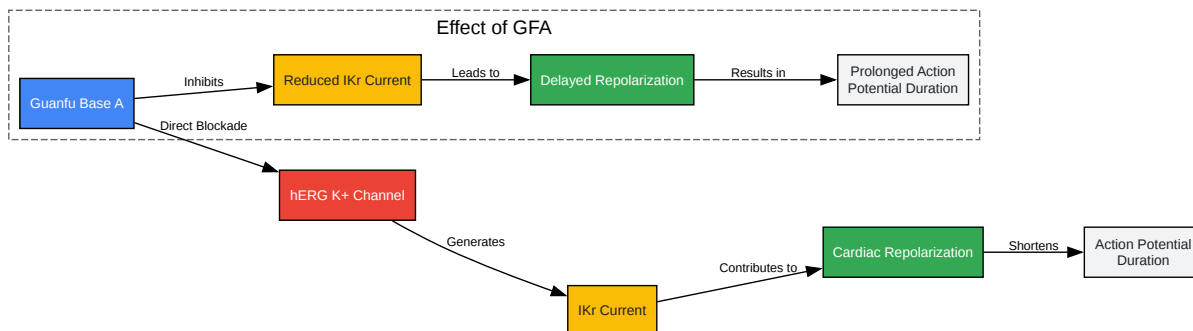 Effect of GFA
Guanfu Base A
Inhibits
Reduced IKr Current
Leads to
Delayed Repolarization
Results in
Prolonged Action
Potential Duration
Direct Blockade
hERG K+ Channel
Generates
IKr Current
Contributes to
Cardiac Repolarization
Shortens
Action Potential
Duration